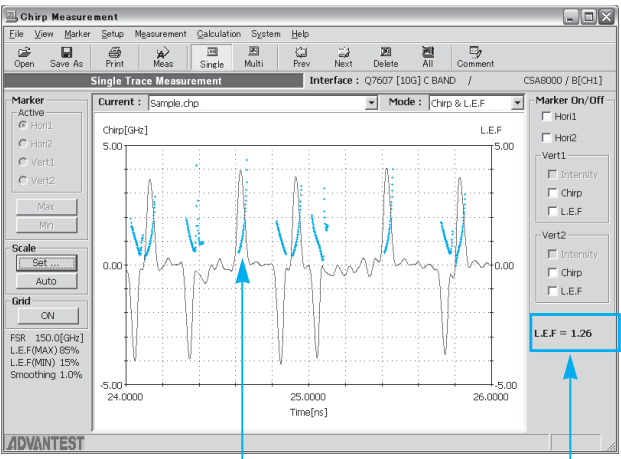 Chirp Measurement
File View Marker Setup Measurement Calculation System Help
Open Save As Print Meas Single Multi Prev Next Delete All Comment
Single Trace Measurement Interface : Q7607 [10G] C BAND / CSA8000 / B[CH1]
Marker
Active
Hori1
Hori2
Vert1
Vert2
Max
Min
Scale
Set ...
Auto
Grid
ON
FSR 150.0[GHz]
L.E.F(MAX) 85%
L.E.F(MIN) 15%
Smoothing 1.0%
ADVANTEST
Current : Sample.chp Mode : Chirp & L.E.F
Chirp[GHz] L.E.F
5.00 5.00
0.00 0.00
-5.00 -5.00
24.0000 25.0000 26.0000
Time[ns]
Marker On/Off
Hori1
Hori2
Vert1
Intensity
Chirp
L.E.F
Vert2
Intensity
Chirp
L.E.F
L.E.F = 1.26